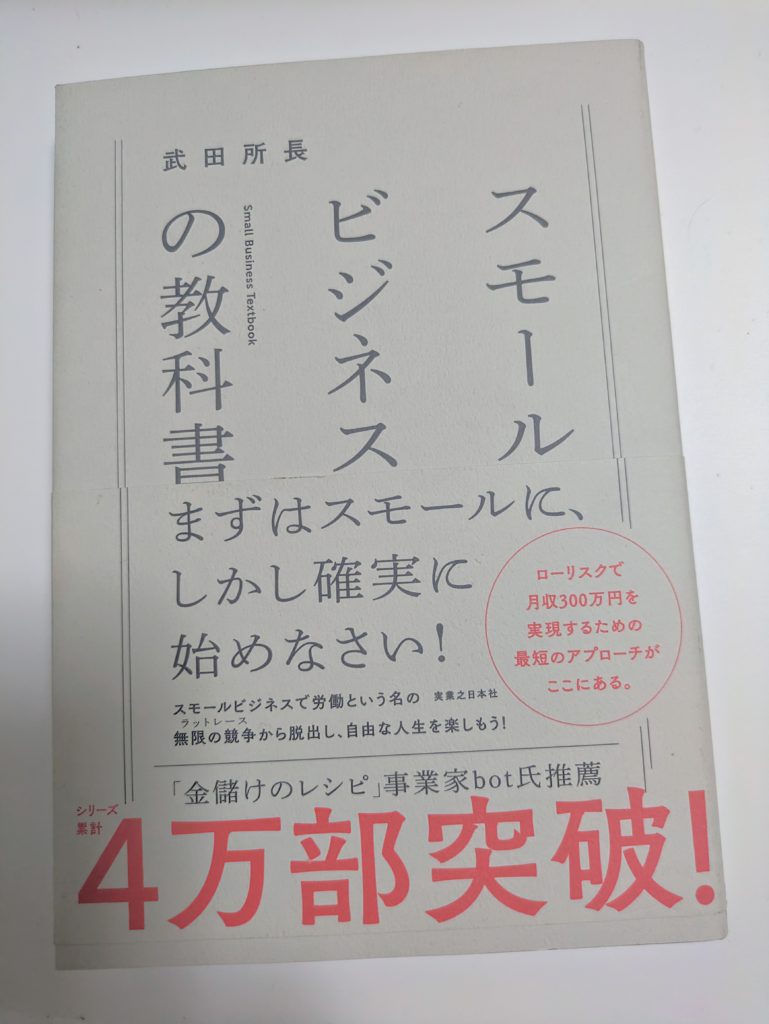 武田所長
スモール
ビジネス
の教科書
Small Business Textbook
まずはスモールに、
しかし確実に
始めなさい!
ローリスクで
月収300万円を
実現するための
最短のアプローチが
ここにある。
スモールビジネスで労働という名の
実業之日本社
ラットレース
無限の競争から脱出し、自由な人生を楽しもう!
「金儲けのレシピ」事業家bot氏推薦
シリーズ
累計
4万部突破!